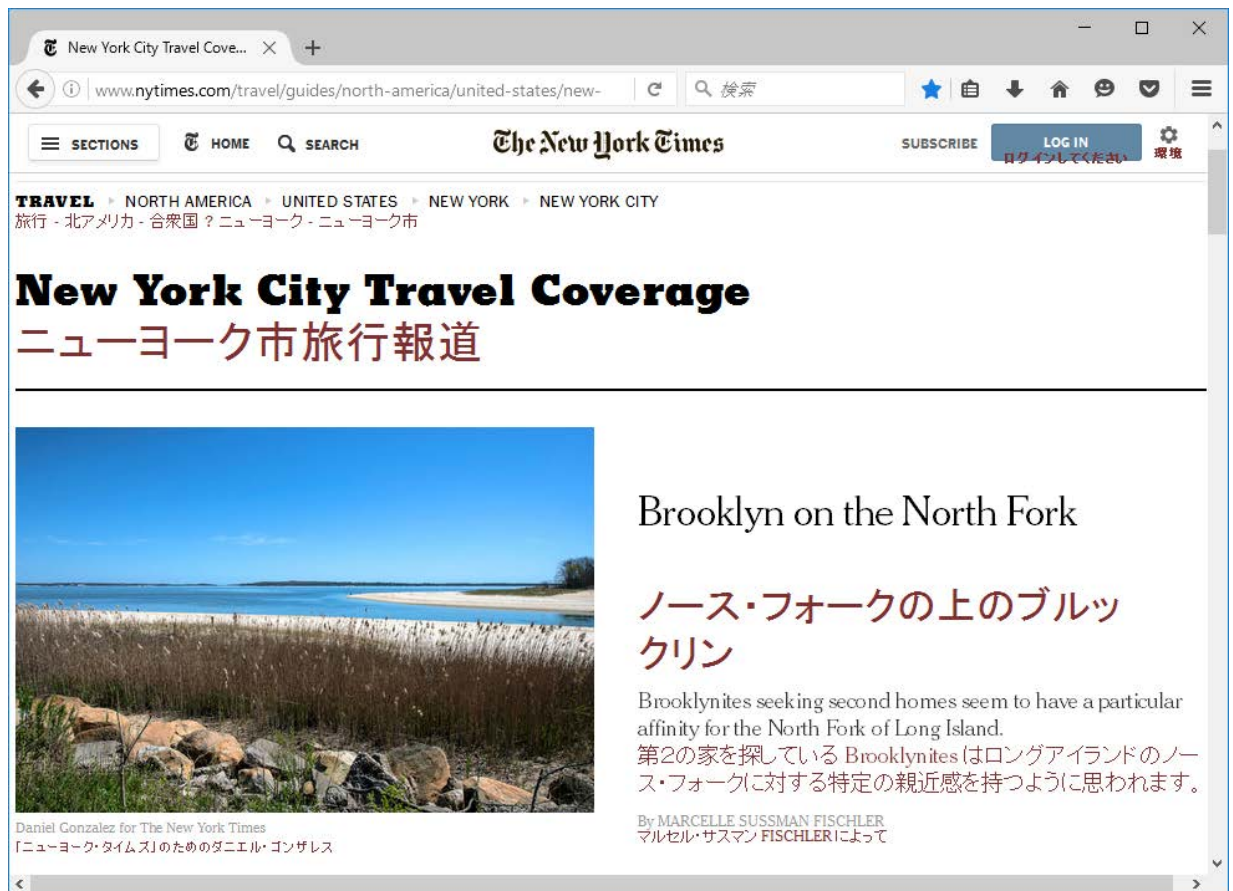 New York City Travel Cove...
www.nytimes.com/travel/guides/north-america/united-states/new-
検索
SECTIONS HOME SEARCH The New York Times SUBSCRIBE LOG IN
ログインしてください 環境
TRAVEL NORTH AMERICA UNITED STATES NEW YORK NEW YORK CITY
旅行 - 北アメリカ - 合衆国 ? ニューヨーク - ニューヨーク市
New York City Travel Coverage
ニューヨーク市旅行報道
Brooklyn on the North Fork
ノース・フォークの上のブルッ
クリン
Brooklynites seeking second homes seem to have a particular
affinity for the North Fork of Long Island.
第2の家を探している Brooklynites はロングアイランドのノー
ス・フォークに対する特定の親近感を持つように思われます。
By MARCELLE SUSSMAN FISCHLER
マルセル・サスマン FISCHLERによって
Daniel Gonzalez for The New York Times
「ニューヨーク・タイムズ」のためのダニエル・ゴンザレス